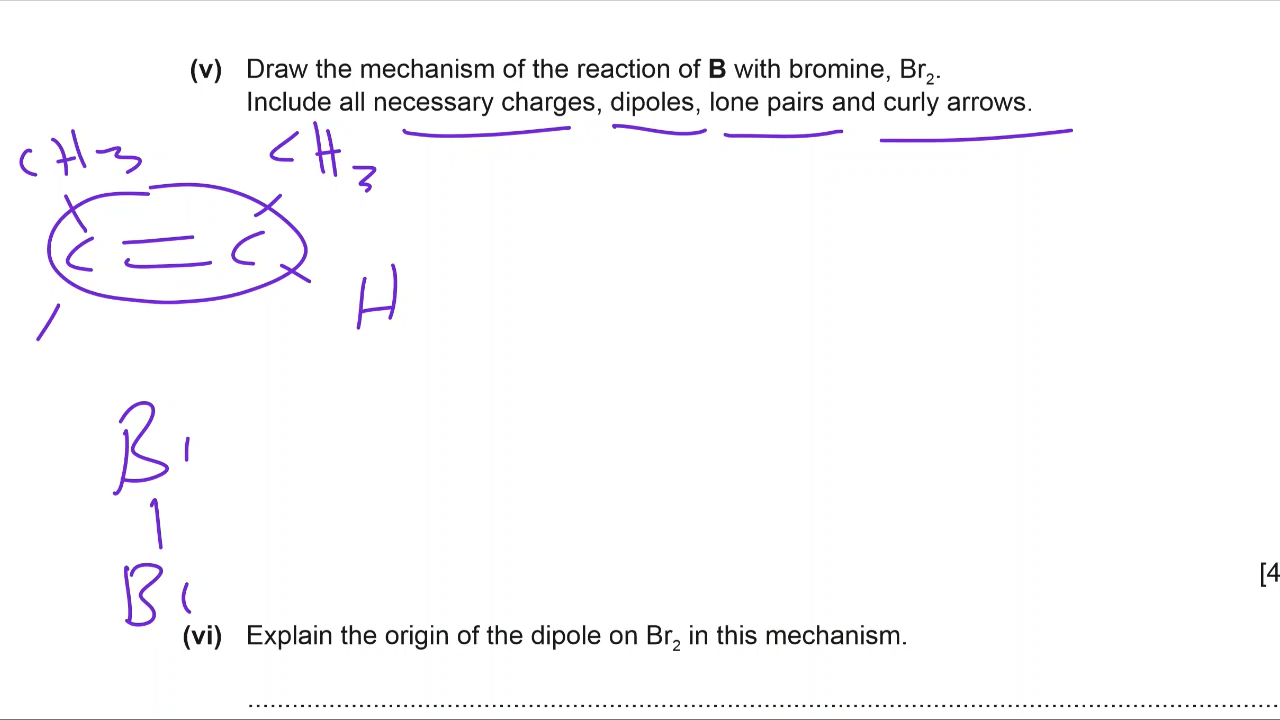 (v) Draw the mechanism of the reaction of B with bromine, Br₂.
Include all necessary charges, dipoles, lone pairs and curly arrows.
CH3 CH3
C = C
H
Br
|
Br
[4
(vi) Explain the origin of the dipole on Br₂ in this mechanism.